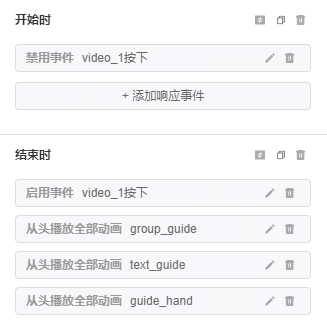 开始时
禁用事件 video_1按下
+ 添加响应事件
结束时
启用事件 video_1按下
从头播放全部动画 group_guide
从头播放全部动画 text_guide
从头播放全部动画 guide_hand